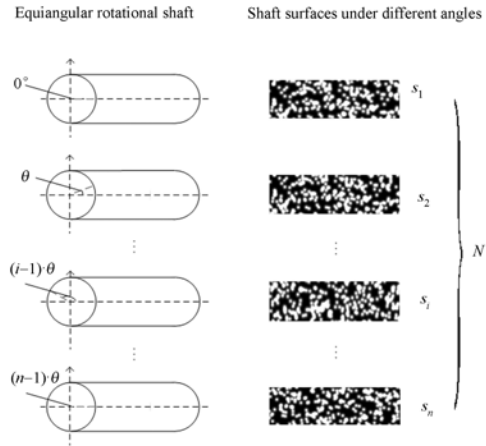 Equiangular rotational shaft
Shaft surfaces under different angles
0°
s₁
θ
s₂
⋮ ⋮
N
(i–1)·θ
sᵢ
⋮ ⋮
(n–1)·θ
sₙ